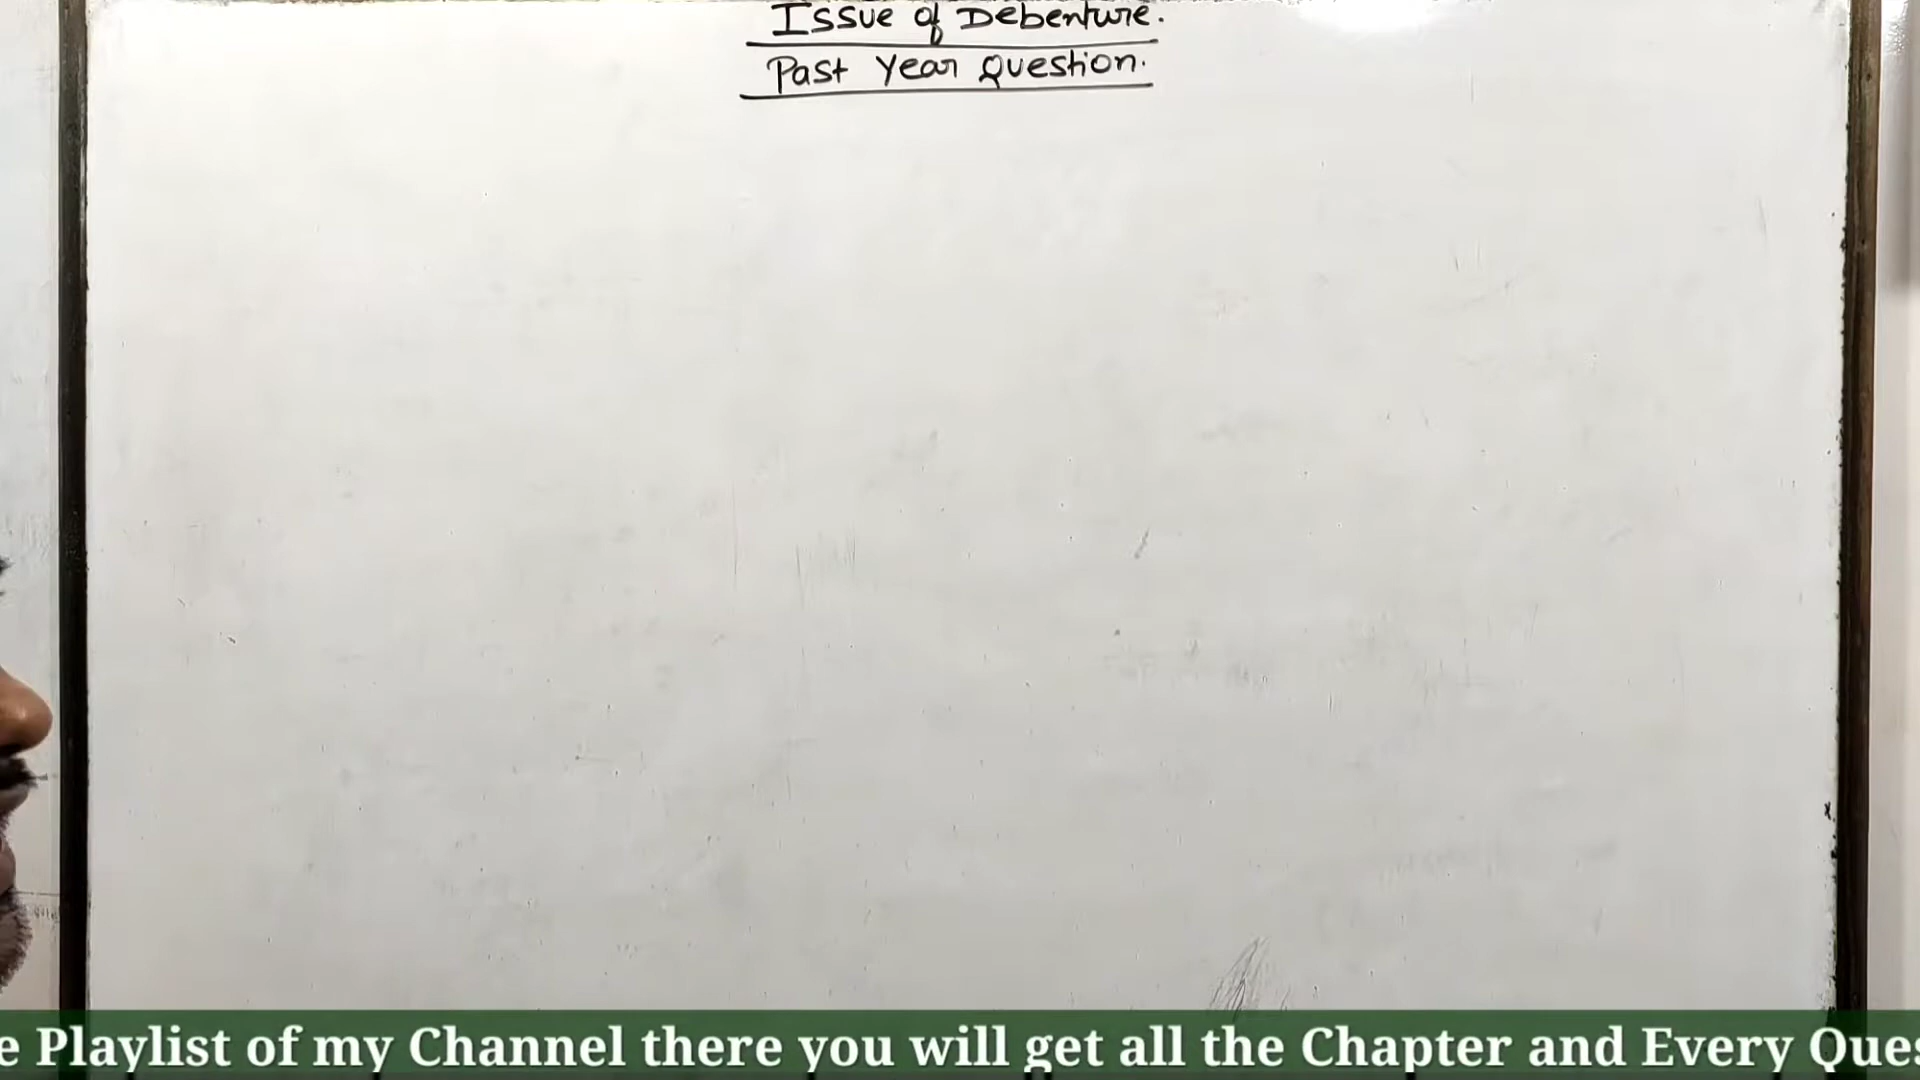 Issue of Debenture.
Past Year Question.
e Playlist of my Channel there you will get all the Chapter and Every Ques